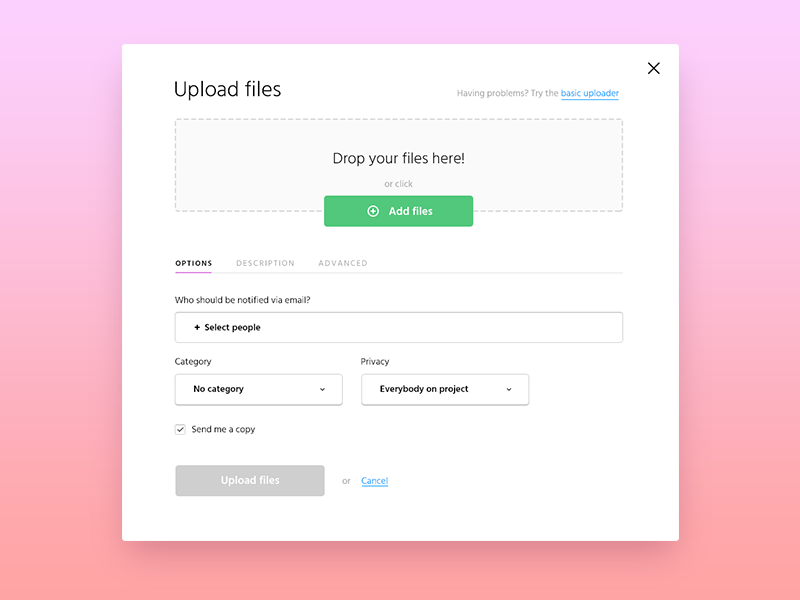 Upload files
Having problems? Try the basic uploader
Drop your files here!
or click
Add files
OPTIONS DESCRIPTION ADVANCED
Who should be notified via email?
+ Select people
Category Privacy
No category Everybody on project
Send me a copy
Upload files or Cancel